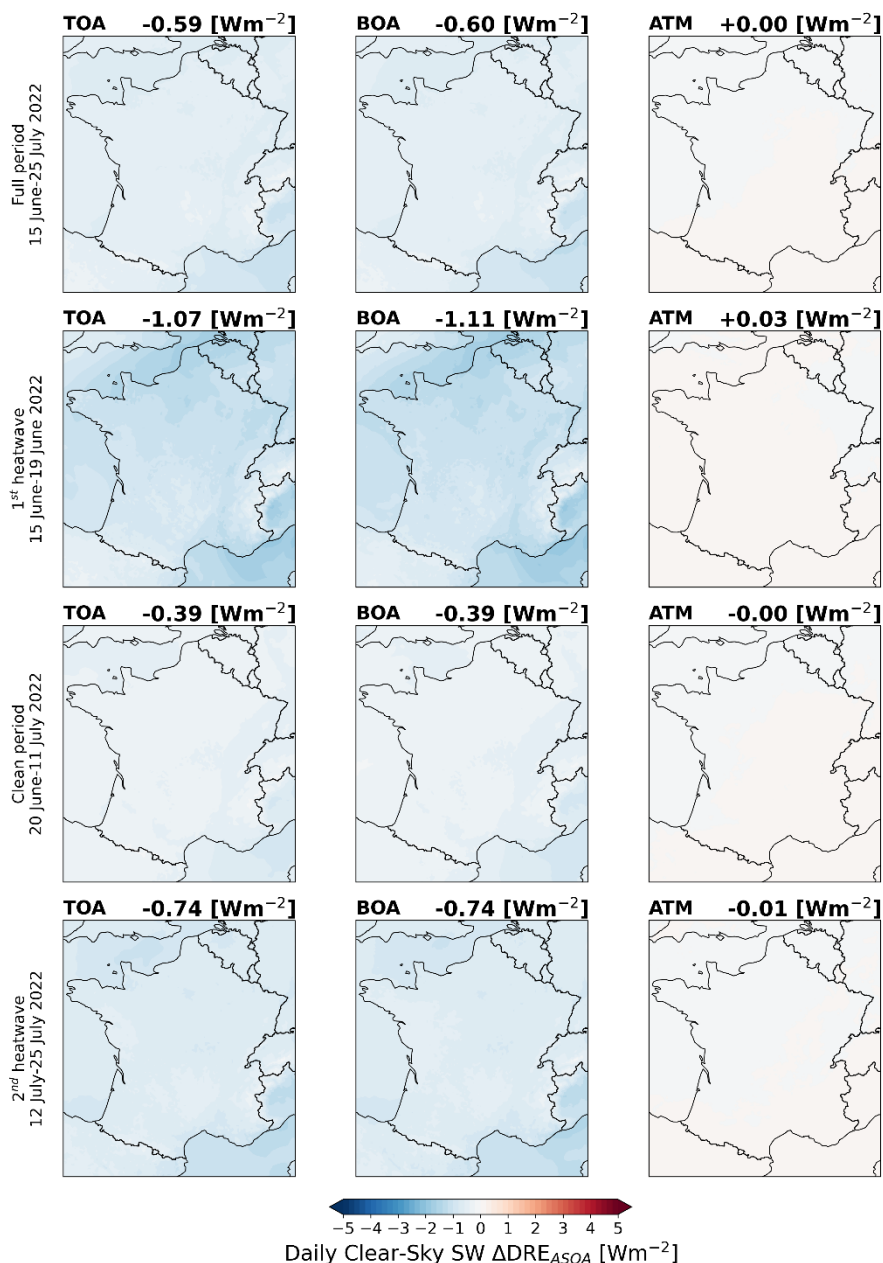 TOA -0.59 [Wm⁻²] BOA -0.60 [Wm⁻²] ATM +0.00 [Wm⁻²]
Full period
15 June-25 July 2022
TOA -1.07 [Wm⁻²] BOA -1.11 [Wm⁻²] ATM +0.03 [Wm⁻²]
1ˢᵗ heatwave
15 June-19 June 2022
TOA -0.39 [Wm⁻²] BOA -0.39 [Wm⁻²] ATM -0.00 [Wm⁻²]
Clean period
20 June-11 July 2022
TOA -0.74 [Wm⁻²] BOA -0.74 [Wm⁻²] ATM -0.01 [Wm⁻²]
2ⁿᵈ heatwave
12 July-25 July 2022
−5 −4 −3 −2 −1 0 1 2 3 4 5
Daily Clear-Sky SW ΔDRE_ASOA [Wm⁻²]